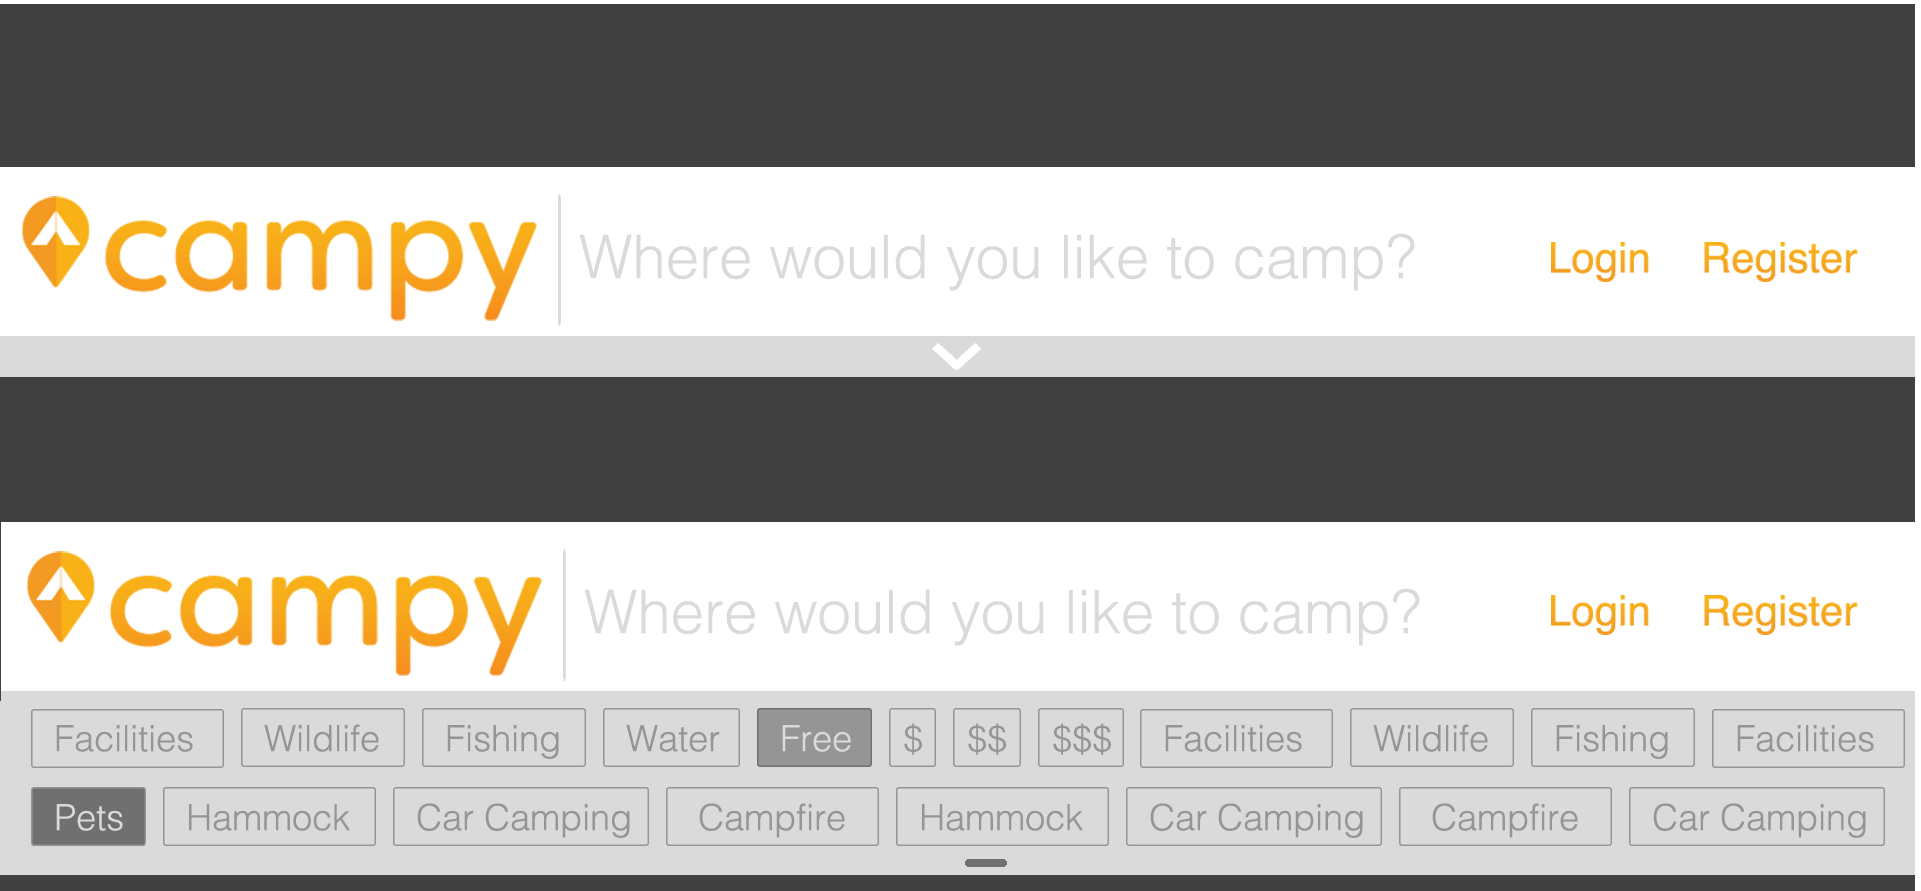 campy Where would you like to camp? Login Register
campy Where would you like to camp? Login Register
Facilities Wildlife Fishing Water Free $ $$ $$$ Facilities Wildlife Fishing Facilities
Pets Hammock Car Camping Campfire Hammock Car Camping Campfire Car Camping